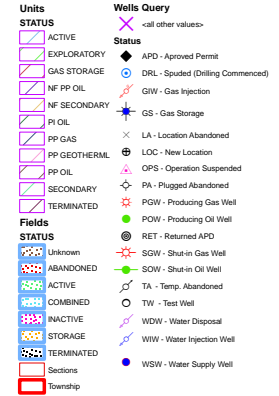 Units
STATUS
ACTIVE
EXPLORATORY
GAS STORAGE
NF PP OIL
NF SECONDARY
PI OIL
PP GAS
PP GEOTHERML
PP OIL
SECONDARY
TERMINATED
Fields
STATUS
Unknown
ABANDONED
ACTIVE
COMBINED
INACTIVE
STORAGE
TERMINATED
Sections
Township
Wells Query
<all other values>
Status
APD - Aproved Permit
DRL - Spuded (Drilling Commenced)
GIW - Gas Injection
GS - Gas Storage
LA - Location Abandoned
LOC - New Location
OPS - Operation Suspended
PA - Plugged Abandoned
PGW - Producing Gas Well
POW - Producing Oil Well
RET - Returned APD
SGW - Shut-in Gas Well
SOW - Shut-in Oil Well
TA - Temp. Abandoned
TW - Test Well
WDW - Water Disposal
WIW - Water Injection Well
WSW - Water Supply Well